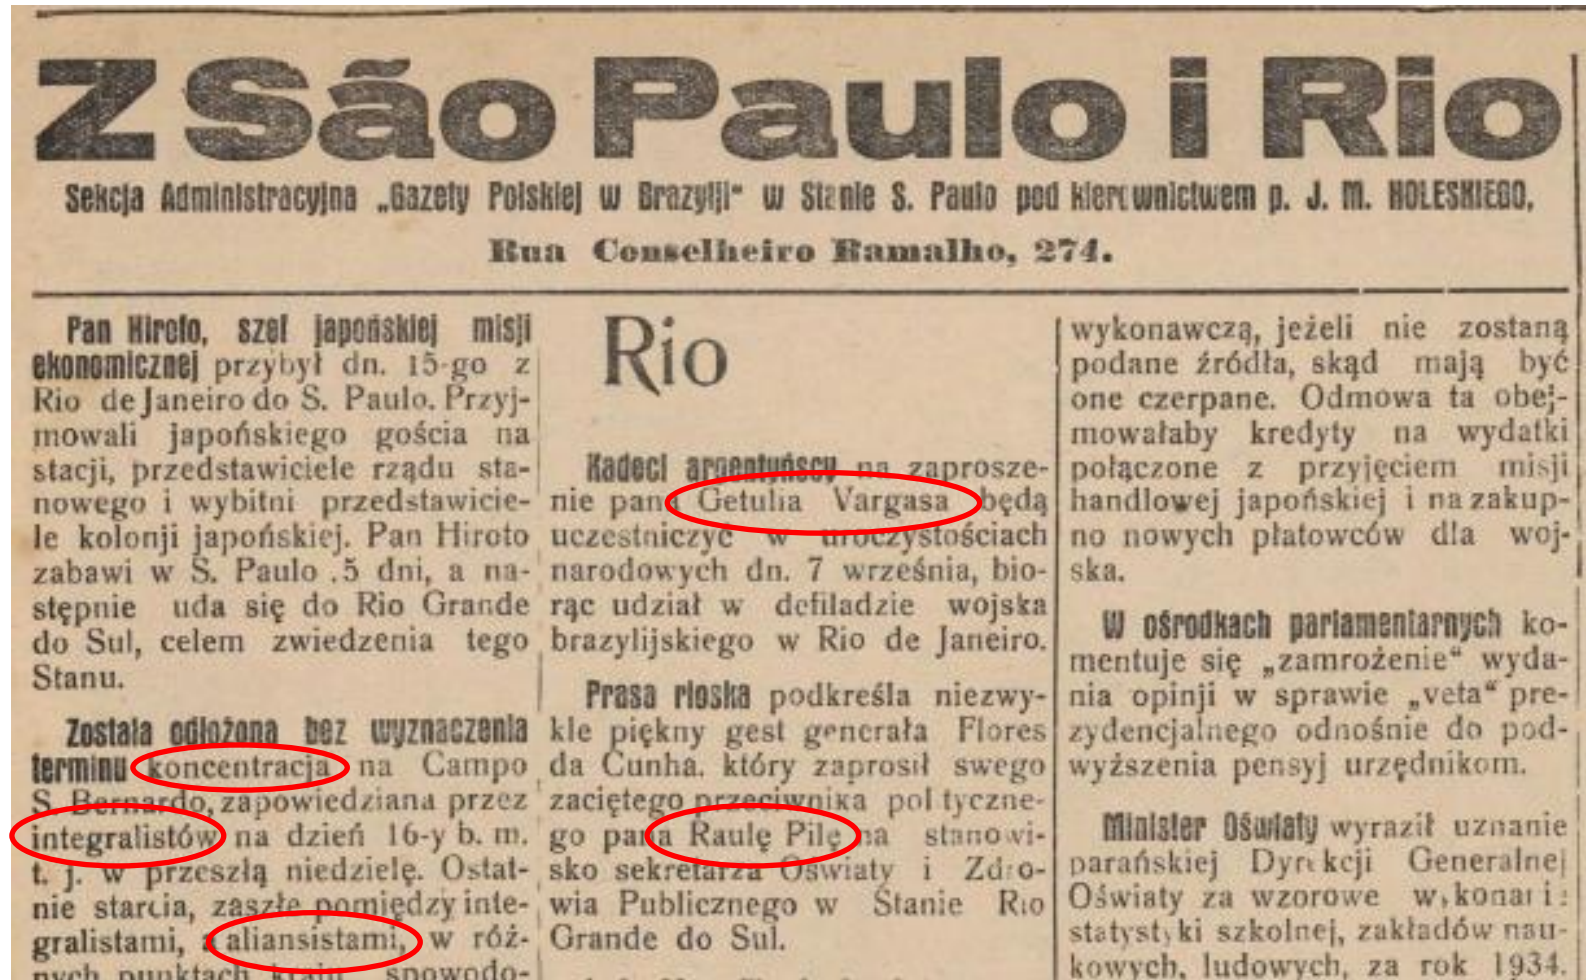 Z São Paulo i Rio
Sekcja Administracyjna „Gazety Polskiej w Brazylji“ w Stanie S. Paulo pod kierownictwem p. J. M. HOLESKIEGO,
Rua Conselheiro Ramalho, 274.
Pan Hiroto, szef japońskiej misji
ekonomicznej przybył dn. 15-go z
Rio de Janeiro do S. Paulo. Przyj-
mowali japońskiego gościa na
stacji, przedstawiciele rządu sta-
nowego i wybitni przedstawicie-
le kolonji japońskiej. Pan Hiroto
zabawi w S. Paulo .5 dni, a na-
stępnie uda się do Rio Grande
do Sul, celem zwiedzenia tego
Stanu.
Została odłożona bez wyznaczenia
terminu koncentracja na Campo
S. Bernardo, zapowiedziana przez
integralistów na dzień 16-y b. m.
t. j. w przeszłą niedzielę. Ostat-
nie starcia, zaszłe pomiędzy inte-
gralistami, a aliansistami, w róż-
nych punktach kraju spowodo-
Rio
Kadeci argentyńscy na zaprosze-
nie pana Getulia Vargasa będą
uczestniczyć w uroczystościach
narodowych dn. 7 września, bio-
rąc udział w defiladzie wojska
brazylijskiego w Rio de Janeiro.
Prasa rioska podkreśla niezwy-
kle piękny gest generała Flores
da Cunha. który zaprosił swego
zaciętego przeciwnika pol tyczne-
go pana Raulę Pilę na stanowi-
sko sekretarza Oświaty i Zdro-
wia Publicznego w Stanie Rio
Grande do Sul.
wykonawczą, jeżeli nie zostaną
podane źródła, skąd mają być
one czerpane. Odmowa ta obej-
mowałaby kredyty na wydatki
połączone z przyjęciem misji
handlowej japońskiej i na zakup-
no nowych płatowców dla woj-
ska.
W ośrodkach parlamentarnych ko-
mentuje się „zamrożenie“ wyda-
nia opinji w sprawie „veta“ pre-
zydencjalnego odnośnie do pod-
wyższenia pensyj urzędnikom.
Minister Oświaty wyraził uznanie
parańskiej Dyrekcji Generalnej
Oświaty za wzorowe wykonanie
statystyki szkolnej, zakładów nau-
kowych, ludowych, za rok 1934.